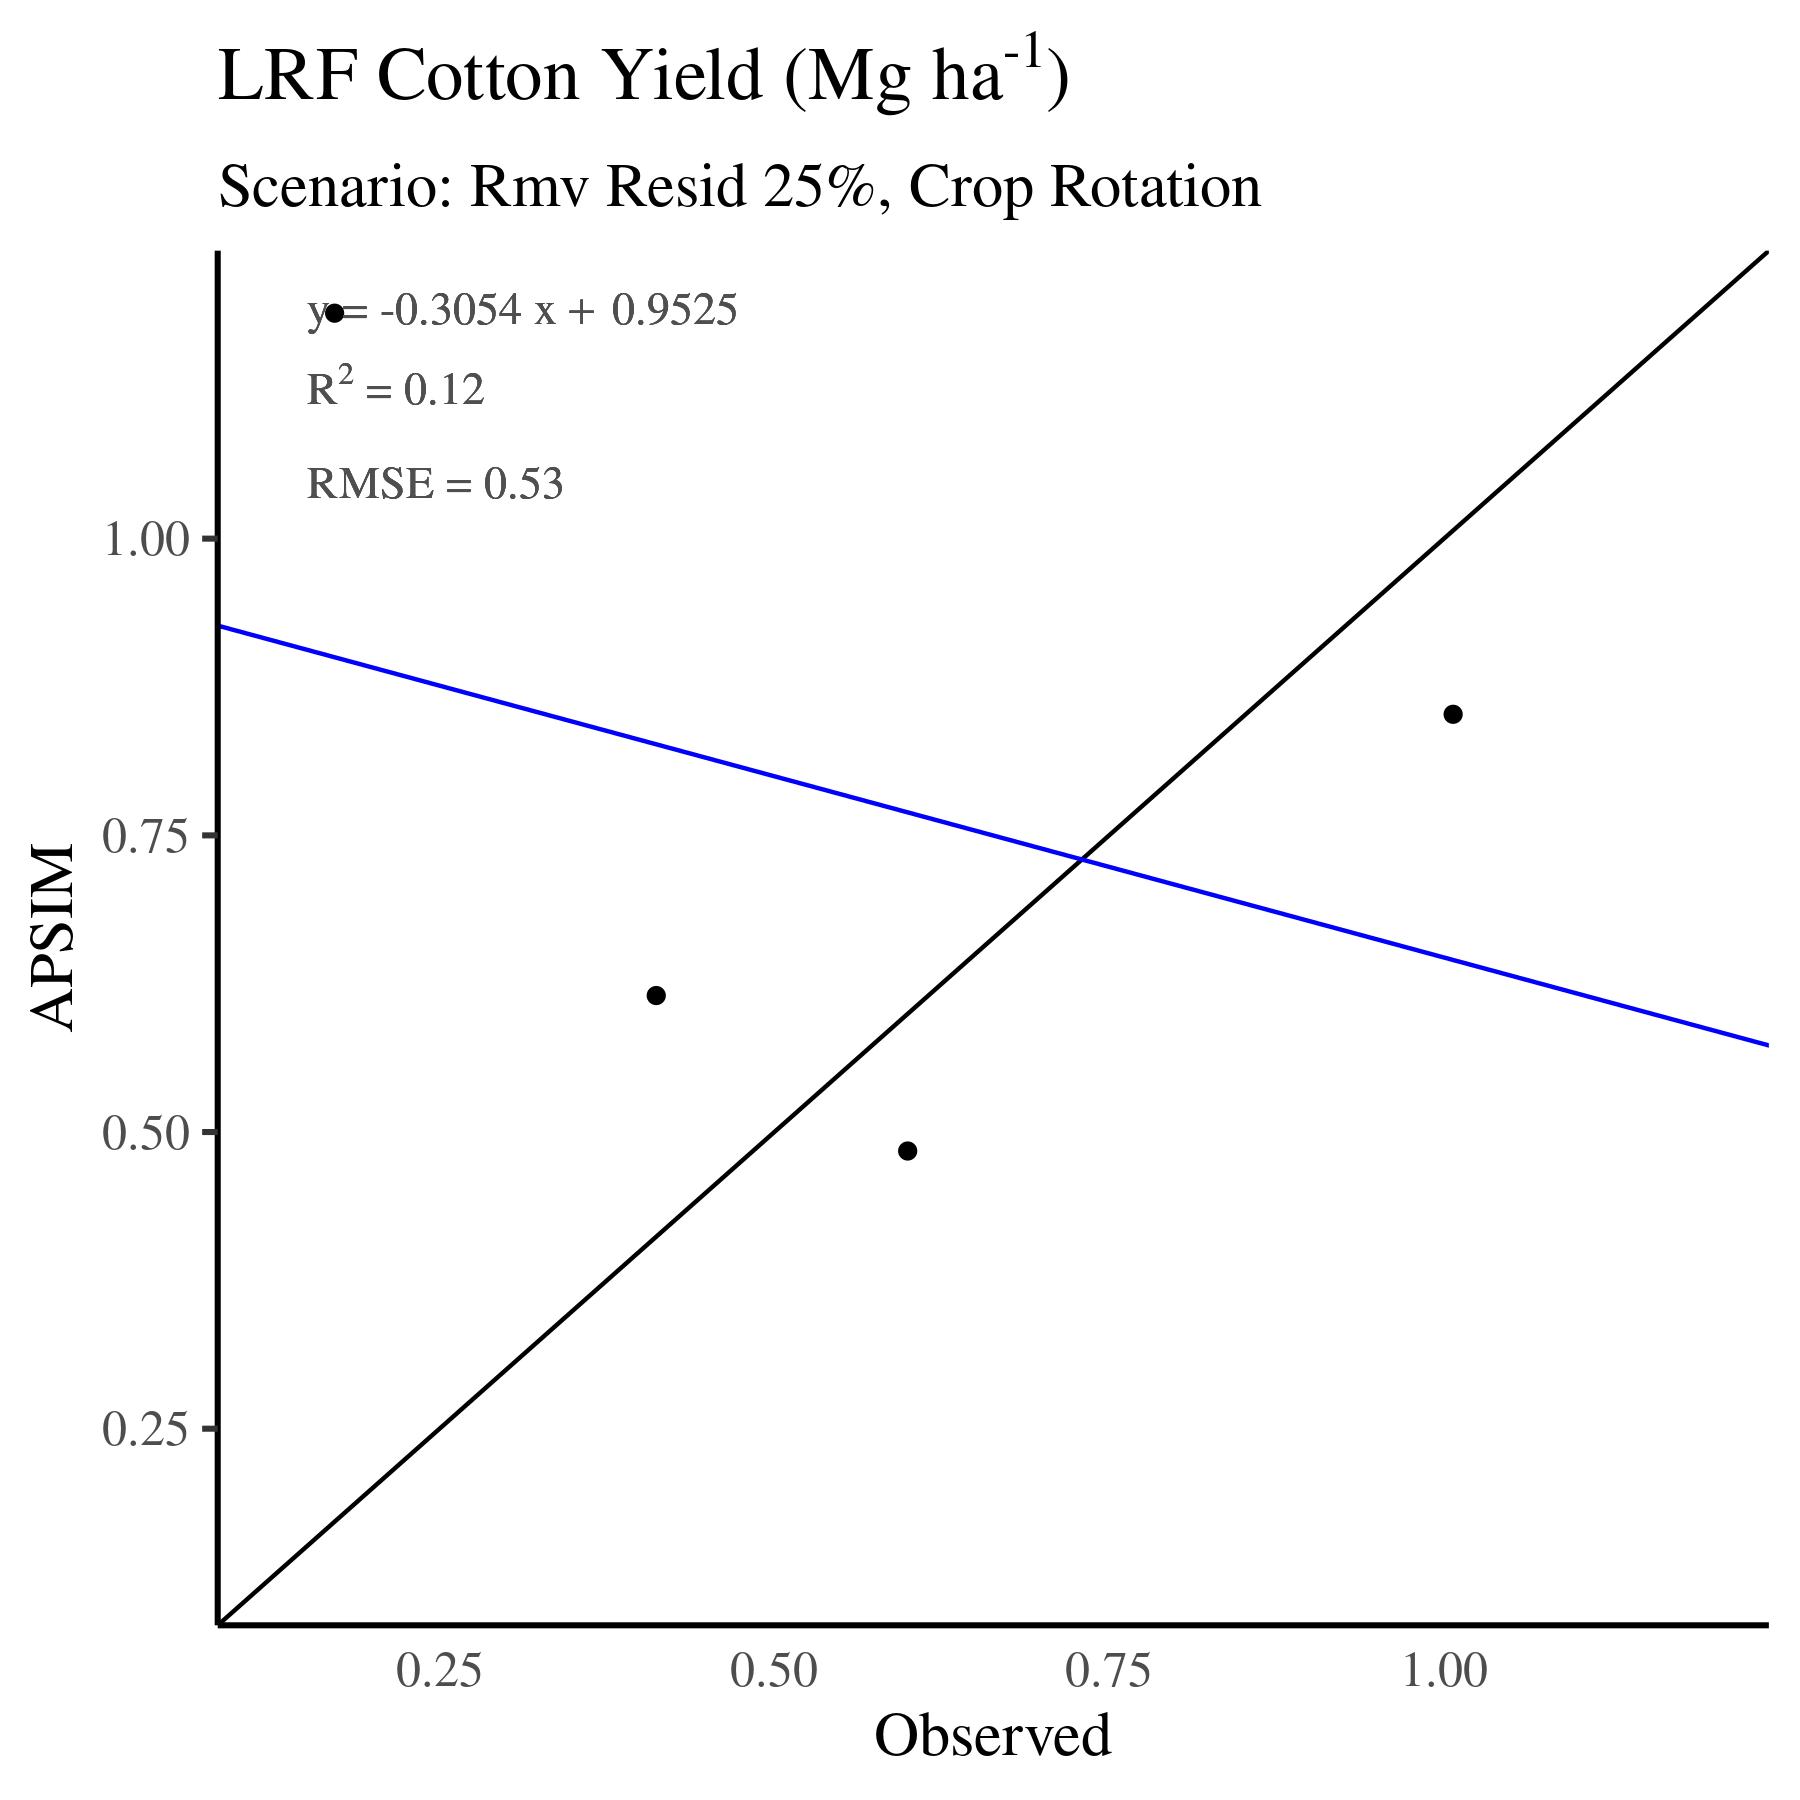 LRF Cotton Yield (Mg ha⁻¹)
Scenario: Rmv Resid 25%, Crop Rotation
y = -0.3054 x + 0.9525
R² = 0.12
RMSE = 0.53
1.00
0.75
0.50
0.25
APSIM
0.25 0.50 0.75 1.00
Observed